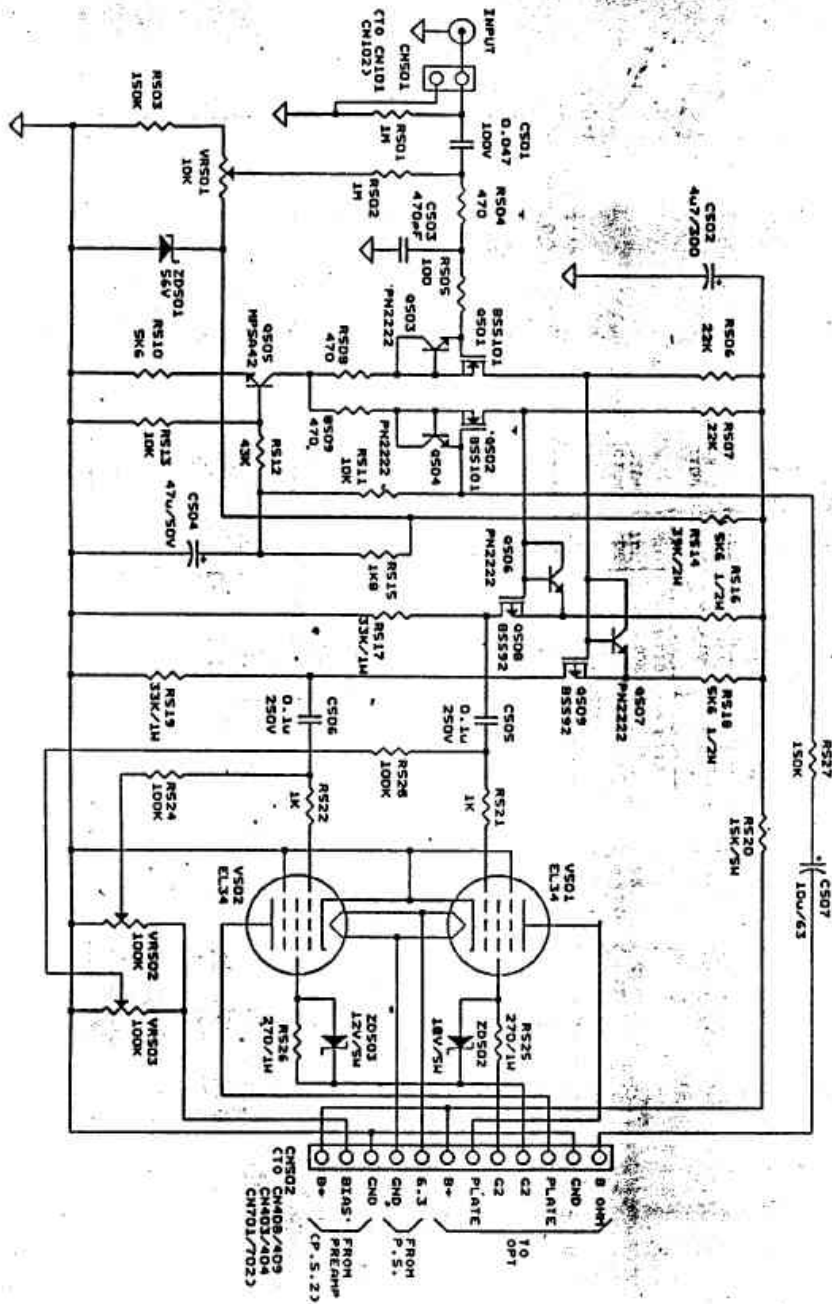 INPUT
CN501
(TO CN101
CN102)
R501
1M
C501
0.047
100V
R502
1M
R503
150K
VR501
10K
R504
470
C503
470pF
R505
100
C502
4u7/300
ZD501
56V
R510
5K6
Q505
MPSA42
R508
470
Q503
PN2222
BSS101
Q501
R506
22K
R507
22K
Q502
BSS101
Q504
PN2222
R509
470
R511
10K
R512
43K
R513
10K
C504
47u/50V
R515
1K8
R514
39K/2W
R516
5K6 1/2W
Q506
PN2222
Q508
BSS92
R517
33K/1W
Q507
PN2222
Q509
BSS92
R518
5K6 1/2W
R519
33K/1W
C506
0.1u
250V
C505
0.1u
250V
R527
150K
R520
15K/5W
C507
10u/63
R521
1K
R522
1K
100K
R524
100K
V501
EL34
V502
EL34
VR502
100K
VR503
100K
R525
270/1W
ZD502
18V/5W
ZD503
12V/5W
R526
270/1W
8 OHM
GND
PLATE
G2
G2
PLATE
B+
6.3
GND
GND
BIAS
B+
TO
OPT
FROM
P.S.
FROM
PREAMP
(P.S.2)
CN502
(TO CN408/409
CN403/404
CN701/702)